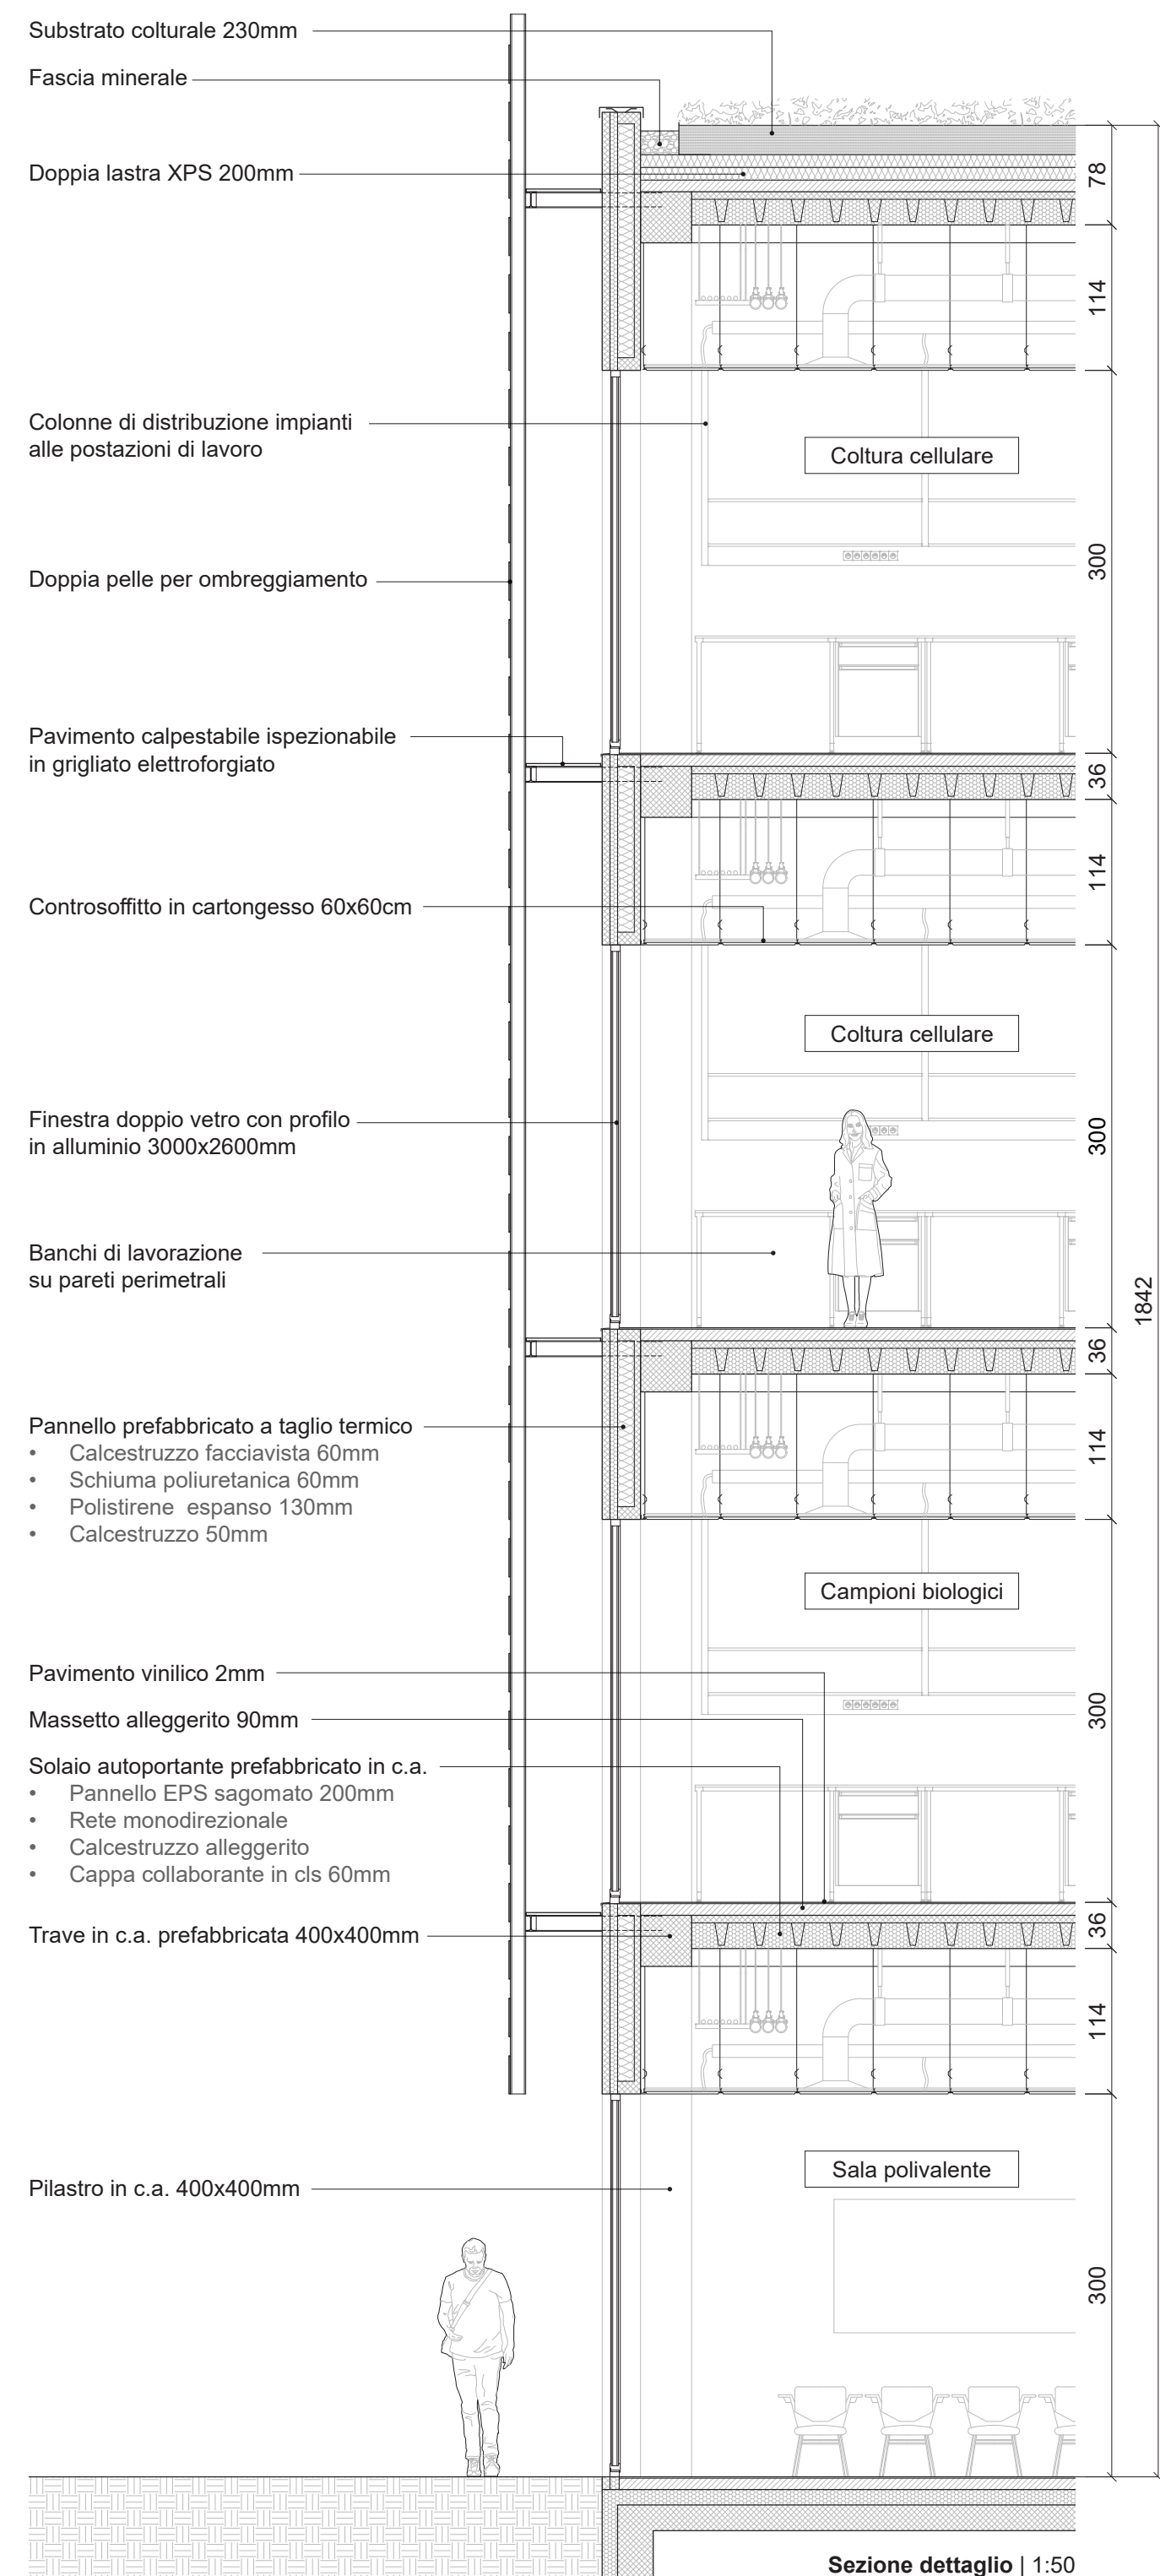 Substrato colturale 230mm
Fascia minerale
Doppia lastra XPS 200mm
78
114
Colonne di distribuzione impianti
alle postazioni di lavoro
Coltura cellulare
300
Doppia pelle per ombreggiamento
Pavimento calpestabile ispezionabile
in grigliato elettroforgiato
36
114
Controsoffitto in cartongesso 60x60cm
Coltura cellulare
Finestra doppio vetro con profilo
in alluminio 3000x2600mm
300
Banchi di lavorazione
su pareti perimetrali
1842
36
Pannello prefabbricato a taglio termico
• Calcestruzzo facciavista 60mm
• Schiuma poliuretanica 60mm
• Polistirene espanso 130mm
• Calcestruzzo 50mm
114
Campioni biologici
Pavimento vinilico 2mm
300
Massetto alleggerito 90mm
Solaio autoportante prefabbricato in c.a.
• Pannello EPS sagomato 200mm
• Rete monodirezionale
• Calcestruzzo alleggerito
• Cappa collaborante in cls 60mm
36
Trave in c.a. prefabbricata 400x400mm
114
Sala polivalente
Pilastro in c.a. 400x400mm
300
Sezione dettaglio | 1:50